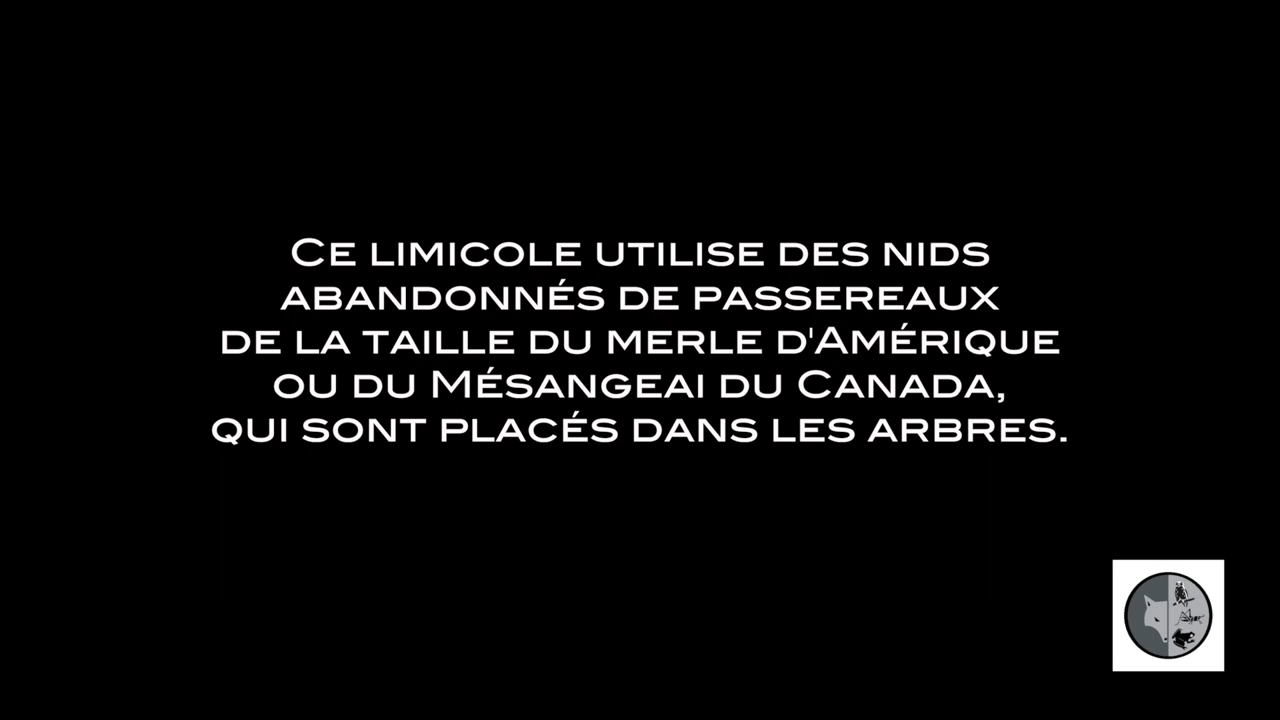 Ce limicole utilise des nids
abandonnés de passereaux
de la taille du merle d'Amérique
ou du Mésangeai du Canada,
qui sont placés dans les arbres.